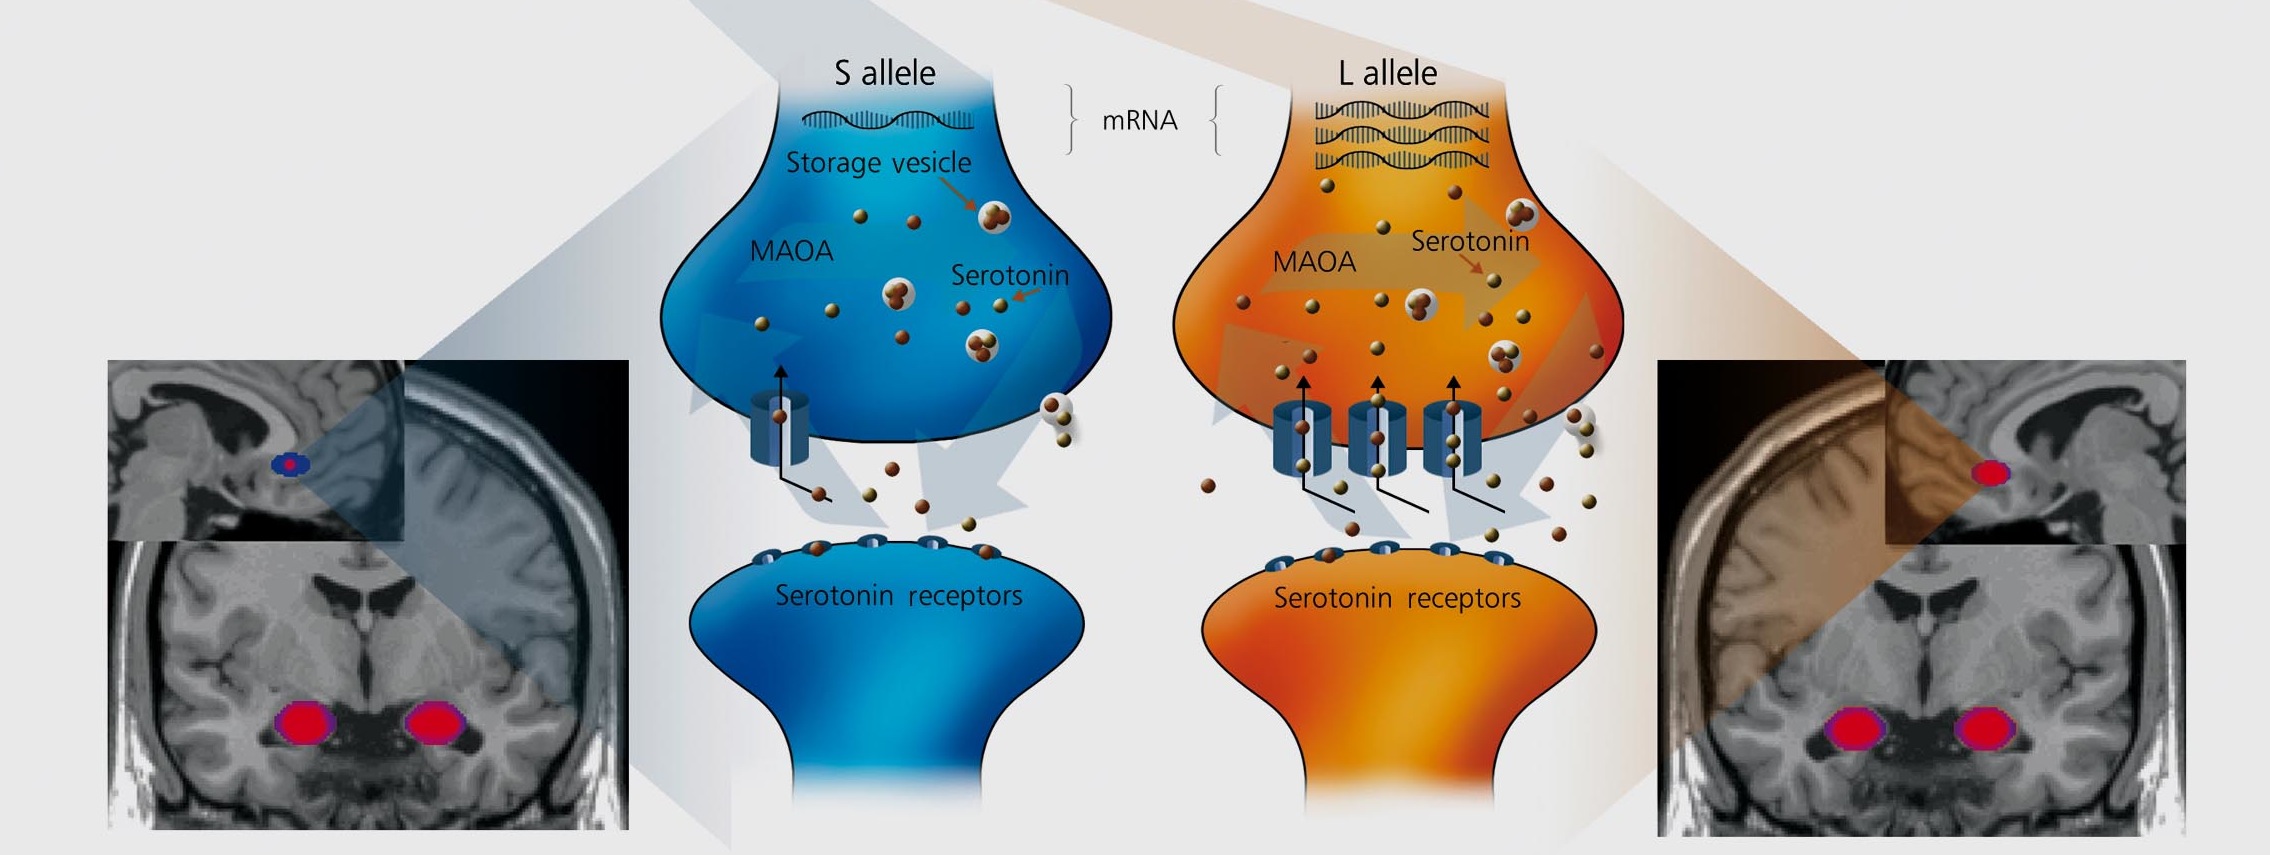 S allele
L allele
mRNA
Storage vesicle
MAOA
Serotonin
MAOA
Serotonin
Serotonin receptors
Serotonin receptors